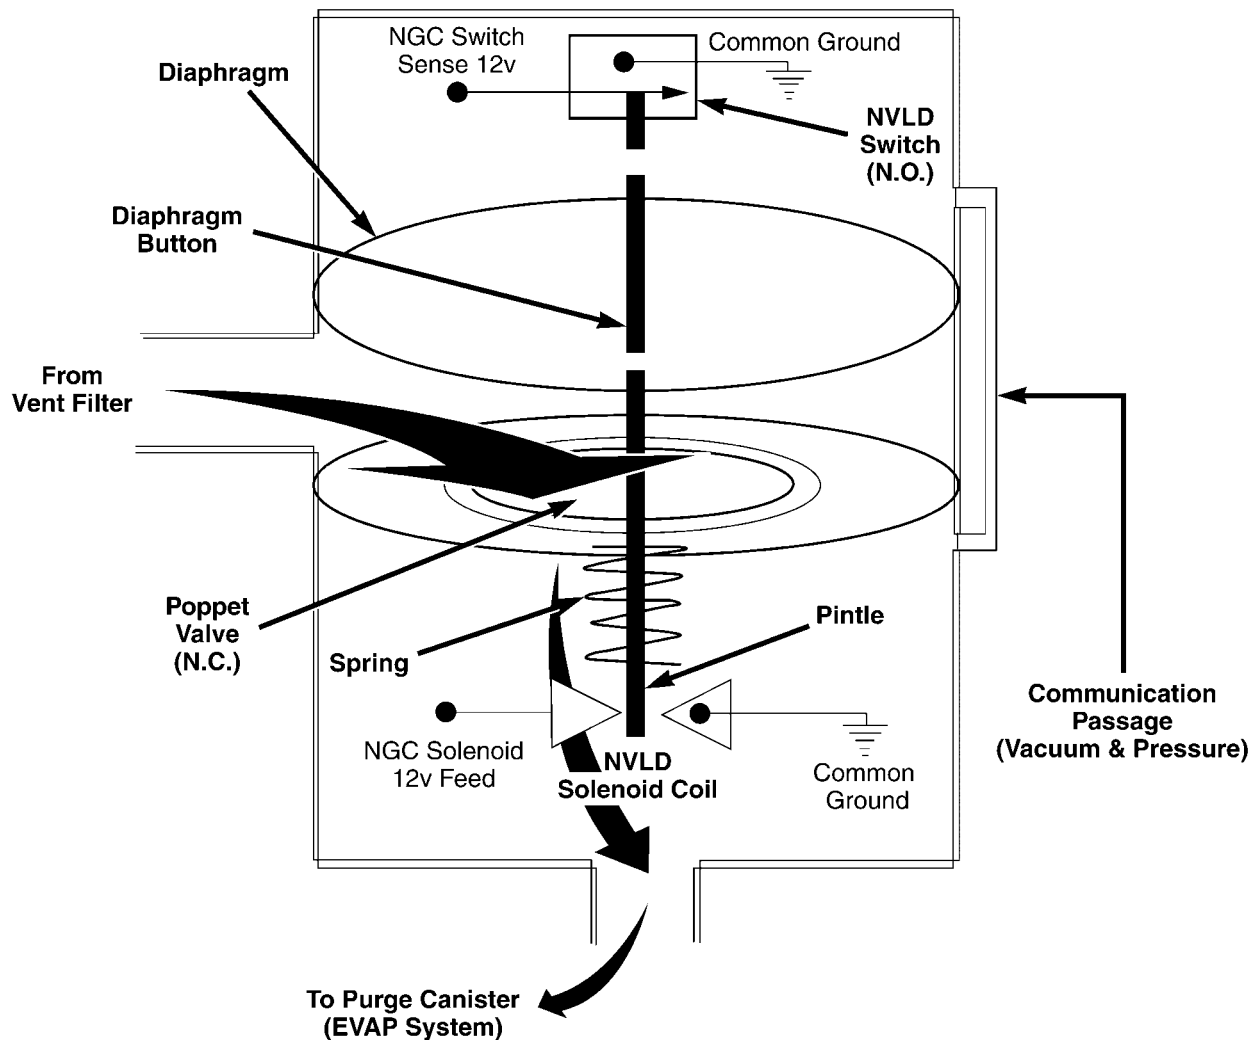 NGC Switch
Sense 12v
Common Ground
Diaphragm
NVLD
Switch
(N.O.)
Diaphragm
Button
From
Vent Filter
Poppet
Valve
(N.C.)
Spring
Pintle
Communication
Passage
(Vacuum & Pressure)
NGC Solenoid
12v Feed
NVLD
Solenoid Coil
Common
Ground
To Purge Canister
(EVAP System)